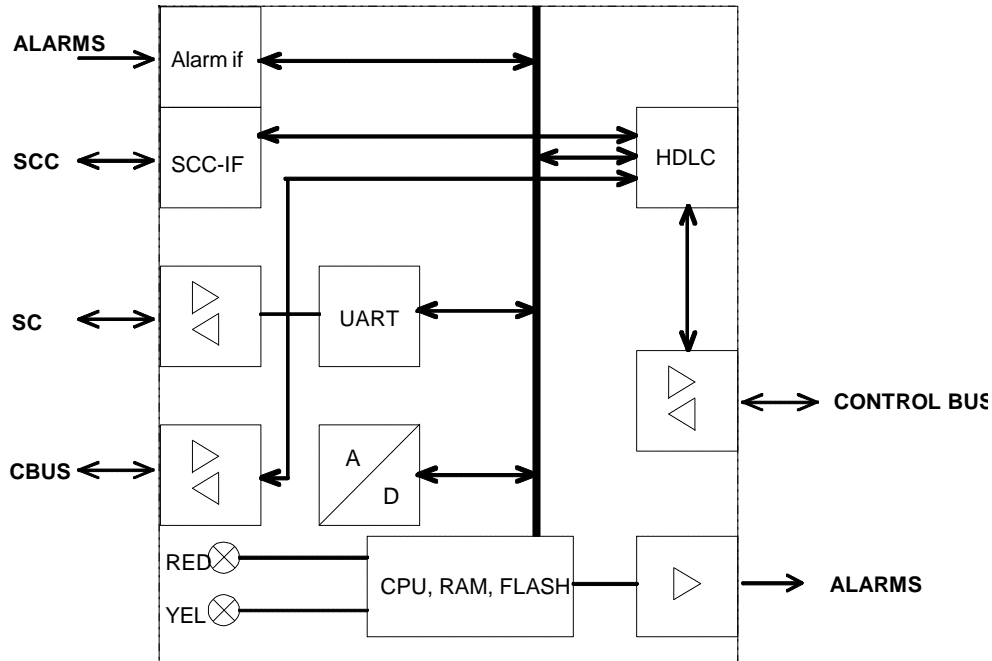 ALARMS
Alarm if
SCC
SCC-IF
HDLC
SC
UART
CONTROL BUS
CBUS
A
D
RED
CPU, RAM, FLASH
ALARMS
YEL